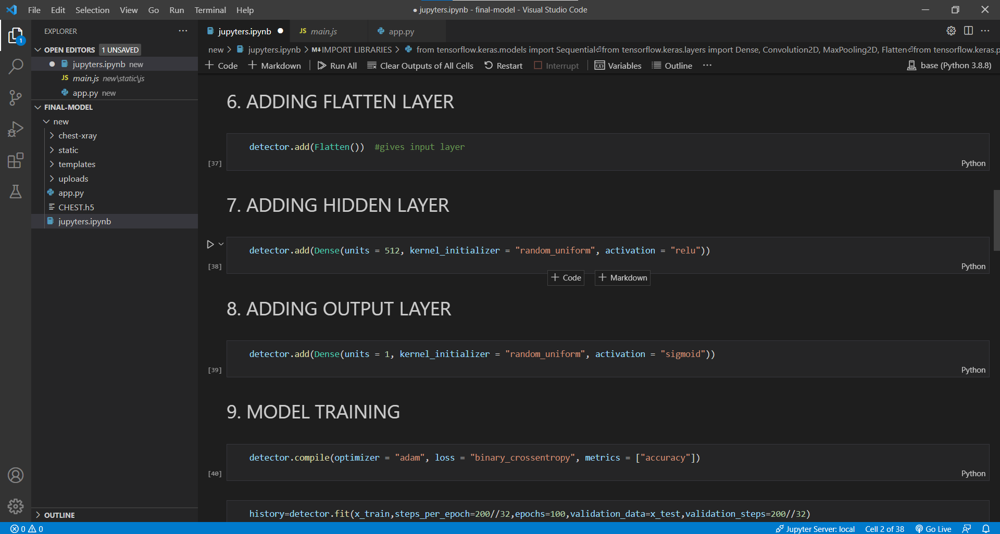 File Edit Selection View Go Run Terminal Help
● jupyters.ipynb - final-model - Visual Studio Code
EXPLORER
OPEN EDITORS 1 UNSAVED
jupyters.ipynb new
JS main.js new\static\js
app.py new
FINAL-MODEL
new
chest-xray
static
templates
uploads
app.py
CHEST.h5
jupyters.ipynb
OUTLINE
1
jupyters.ipynb ● JS main.js app.py
new > jupyters.ipynb > M↓IMPORT LIBRARIES > from tensorflow.keras.models import Sequential⏎from tensorflow.keras.layers import Dense, Convolution2D, MaxPooling2D, Flatten⏎from tensorflow.keras.p
+ Code + Markdown Run All Clear Outputs of All Cells Restart Interrupt Variables Outline ··· base (Python 3.8.8)
6. ADDING FLATTEN LAYER
detector.add(Flatten())  #gives input layer
[37] Python
7. ADDING HIDDEN LAYER
detector.add(Dense(units = 512, kernel_initializer = "random_uniform", activation = "relu"))
[38] Python
+ Code + Markdown
8. ADDING OUTPUT LAYER
detector.add(Dense(units = 1, kernel_initializer = "random_uniform", activation = "sigmoid"))
[39] Python
9. MODEL TRAINING
detector.compile(optimizer = "adam", loss = "binary_crossentropy", metrics = ["accuracy"])
[40] Python
history=detector.fit(x_train,steps_per_epoch=200//32,epochs=100,validation_data=x_test,validation_steps=200//32)
0 0 Jupyter Server: local Cell 2 of 38 Go Live